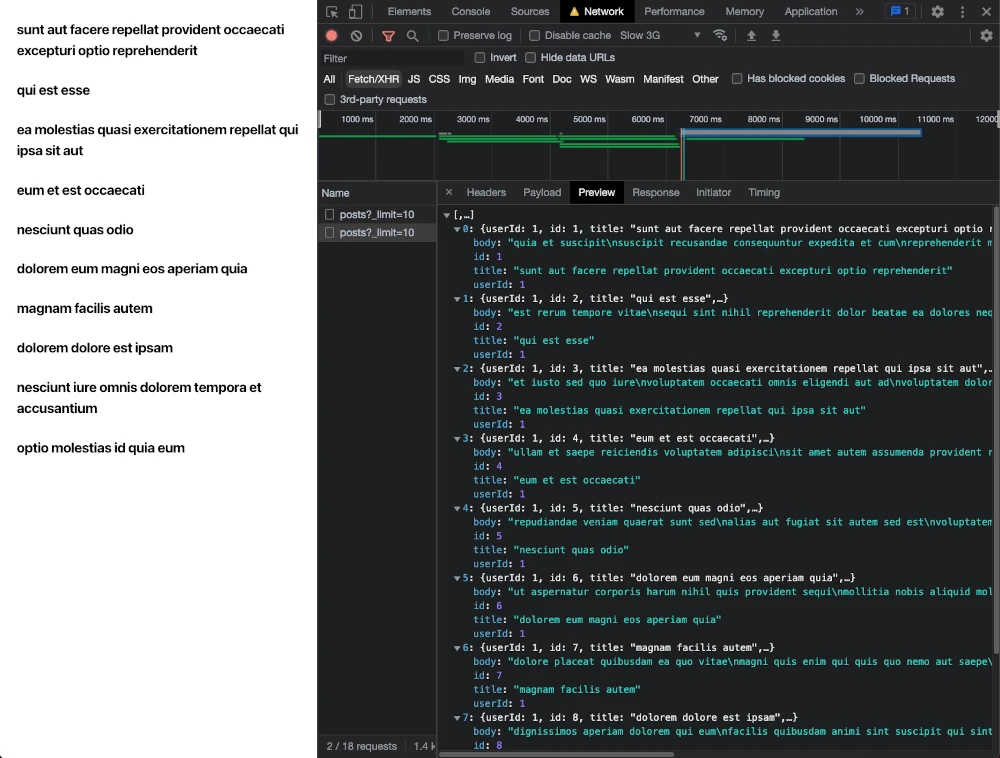 sunt aut facere repellat provident occaecati
excepturi optio reprehenderit
qui est esse
ea molestias quasi exercitationem repellat qui
ipsa sit aut
eum et est occaecati
nesciunt quas odio
dolorem eum magni eos aperiam quia
magnam facilis autem
dolorem dolore est ipsam
nesciunt iure omnis dolorem tempora et
accusantium
optio molestias id quia eum
Elements Console Sources Network Performance Memory Application » 1
Preserve log Disable cache Slow 3G
Filter Invert Hide data URLs
All Fetch/XHR JS CSS Img Media Font Doc WS Wasm Manifest Other Has blocked cookies Blocked Requests
3rd-party requests
1000 ms 2000 ms 3000 ms 4000 ms 5000 ms 6000 ms 7000 ms 8000 ms 9000 ms 10000 ms 11000 ms 12000
Name
posts?_limit=10
posts?_limit=10
2 / 18 requests 1.4 k
× Headers Payload Preview Response Initiator Timing
[,…]
0: {userId: 1, id: 1, title: "sunt aut facere repellat provident occaecati excepturi optio r
body: "quia et suscipit\nsuscipit recusandae consequuntur expedita et cum\nreprehenderit m
id: 1
title: "sunt aut facere repellat provident occaecati excepturi optio reprehenderit"
userId: 1
1: {userId: 1, id: 2, title: "qui est esse",…}
body: "est rerum tempore vitae\nsequi sint nihil reprehenderit dolor beatae ea dolores neq
id: 2
title: "qui est esse"
userId: 1
2: {userId: 1, id: 3, title: "ea molestias quasi exercitationem repellat qui ipsa sit aut",…
body: "et iusto sed quo iure\nvoluptatem occaecati omnis eligendi aut ad\nvoluptatem dolor
id: 3
title: "ea molestias quasi exercitationem repellat qui ipsa sit aut"
userId: 1
3: {userId: 1, id: 4, title: "eum et est occaecati",…}
body: "ullam et saepe reiciendis voluptatem adipisci\nsit amet autem assumenda provident r
id: 4
title: "eum et est occaecati"
userId: 1
4: {userId: 1, id: 5, title: "nesciunt quas odio",…}
body: "repudiandae veniam quaerat sunt sed\nalias aut fugiat sit autem sed est\nvoluptatem
id: 5
title: "nesciunt quas odio"
userId: 1
5: {userId: 1, id: 6, title: "dolorem eum magni eos aperiam quia",…}
body: "ut aspernatur corporis harum nihil quis provident sequi\nmollitia nobis aliquid mol
id: 6
title: "dolorem eum magni eos aperiam quia"
userId: 1
6: {userId: 1, id: 7, title: "magnam facilis autem",…}
body: "dolore placeat quibusdam ea quo vitae\nmagni quis enim qui quis quo nemo aut saepe\
id: 7
title: "magnam facilis autem"
userId: 1
7: {userId: 1, id: 8, title: "dolorem dolore est ipsam",…}
body: "dignissimos aperiam dolorem qui eum\nfacilis quibusdam animi sint suscipit qui sint
id: 8